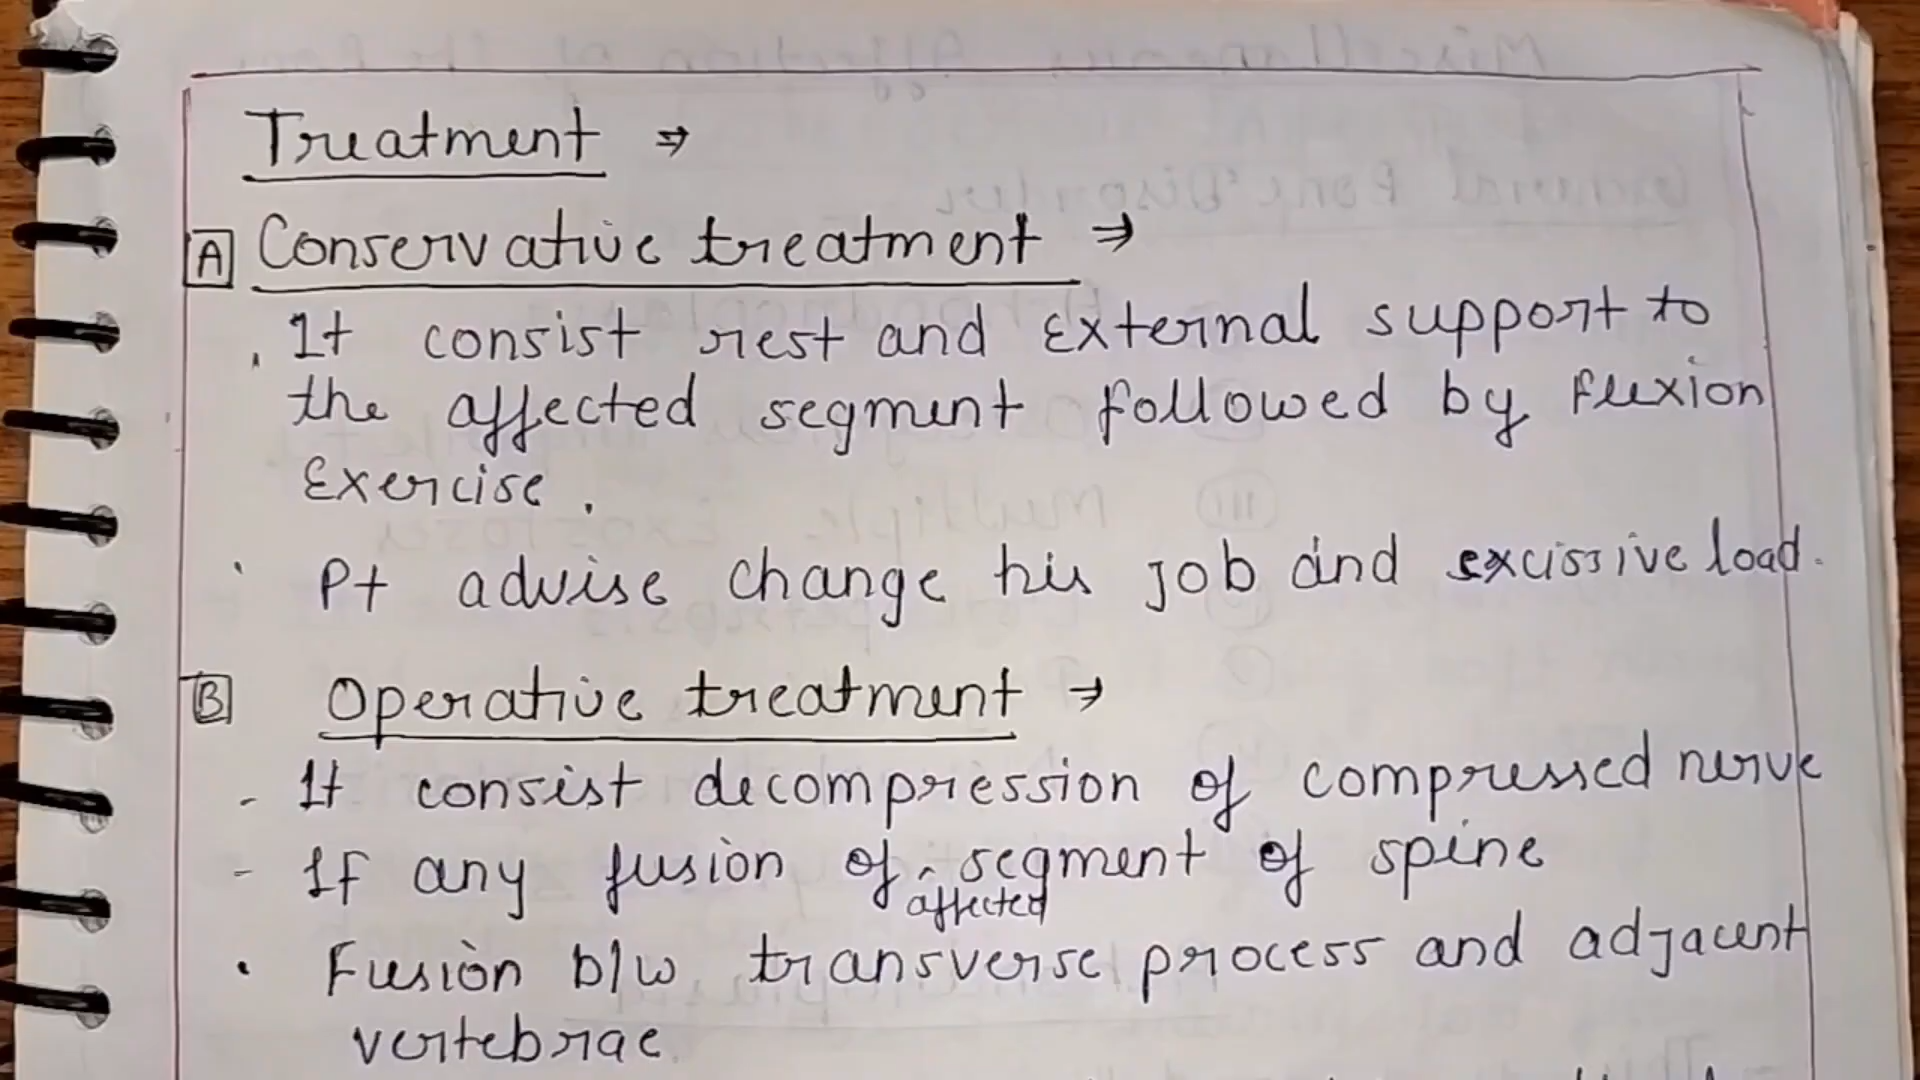 Treatment ⇒
A Conservative treatment ⇒
. It consist rest and External support to
the affected segment followed by flexion
Exercise.
· Pt advise change his job and excissive load.
B Operative treatment →
- It consist decompression of compressed nerve
- If any fusion of ^ segment of spine
affected
• Fusion b/w transverse process and adjacent
vertebrae